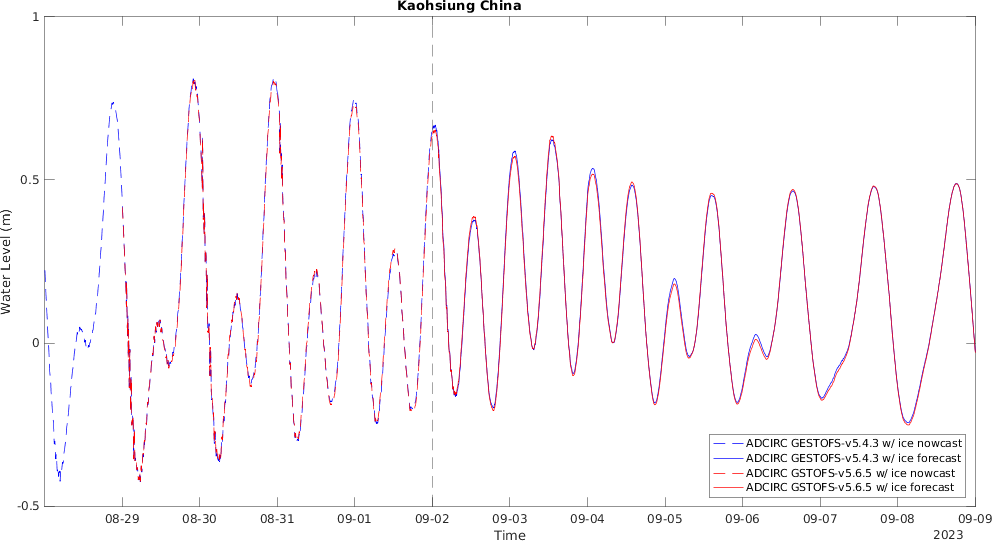 Kaohsiung China
1
0.5
0
-0.5
Water Level (m)
08-29 08-30 08-31 09-01 09-02 09-03 09-04 09-05 09-06 09-07 09-08 09-09
Time
2023
ADCIRC GESTOFS-v5.4.3 w/ ice nowcast
ADCIRC GESTOFS-v5.4.3 w/ ice forecast
ADCIRC GSTOFS-v5.6.5 w/ ice nowcast
ADCIRC GSTOFS-v5.6.5 w/ ice forecast